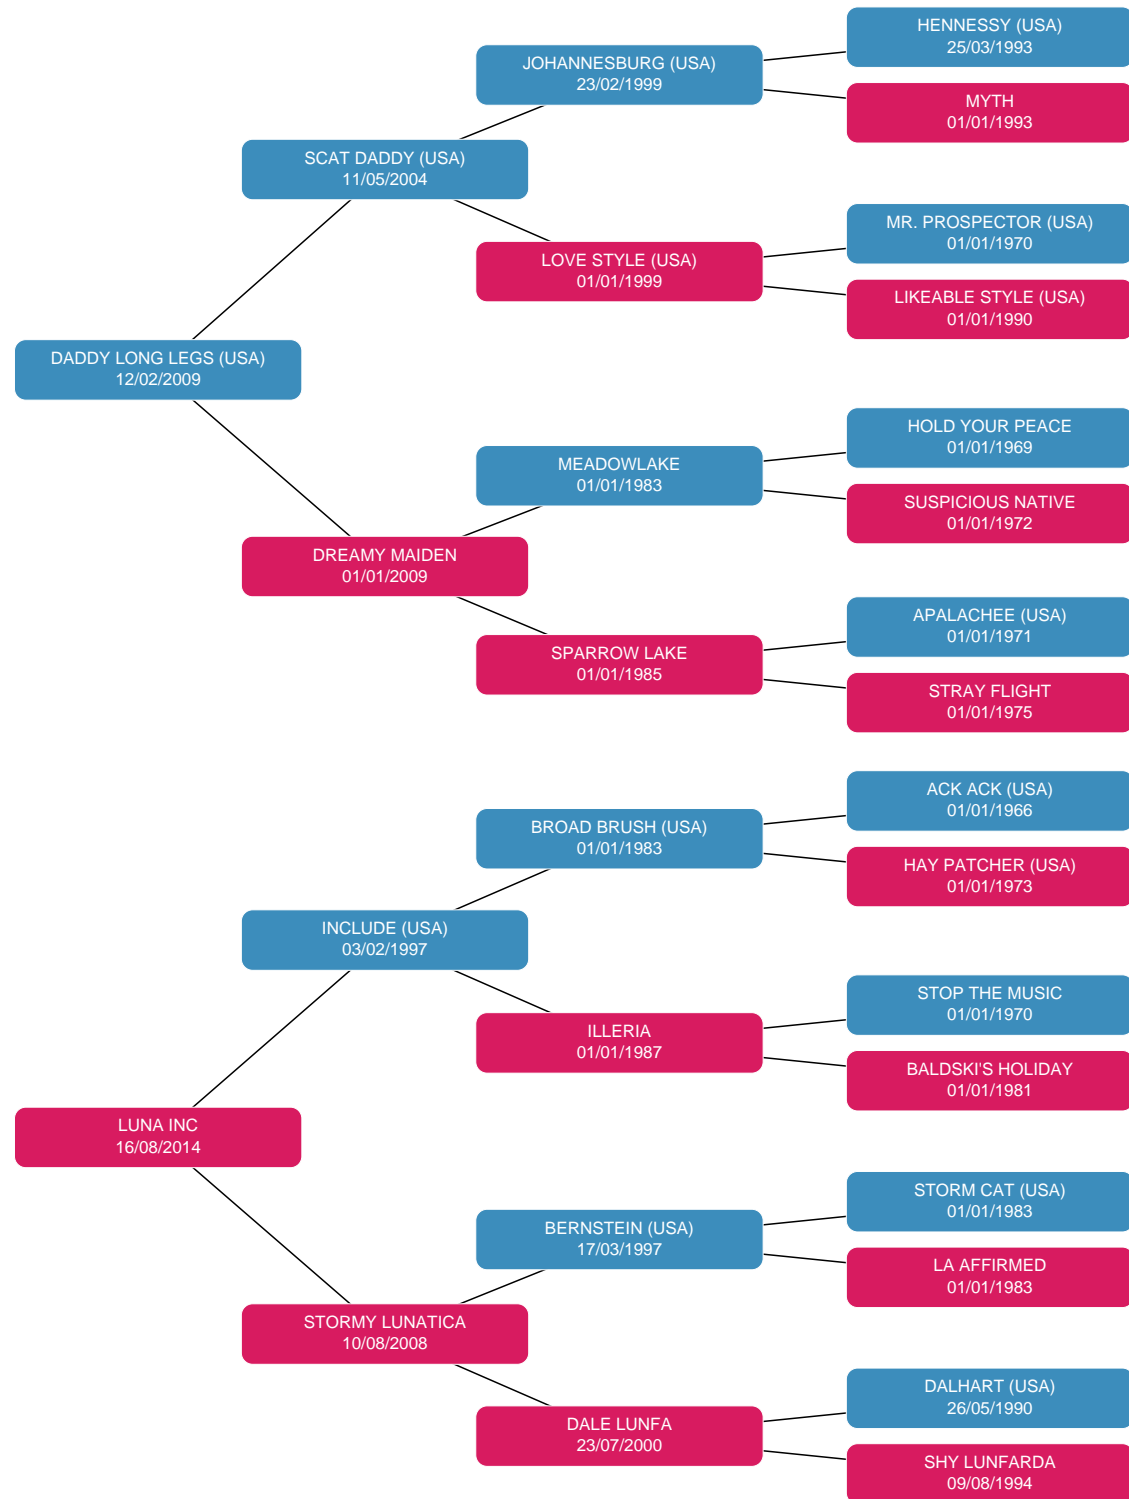 HENNESSY (USA)
25/03/1993
JOHANNESBURG (USA)
23/02/1999
MYTH
01/01/1993
SCAT DADDY (USA)
11/05/2004
MR. PROSPECTOR (USA)
01/01/1970
LOVE STYLE (USA)
01/01/1999
LIKEABLE STYLE (USA)
01/01/1990
DADDY LONG LEGS (USA)
12/02/2009
HOLD YOUR PEACE
01/01/1969
MEADOWLAKE
01/01/1983
SUSPICIOUS NATIVE
01/01/1972
DREAMY MAIDEN
01/01/2009
APALACHEE (USA)
01/01/1971
SPARROW LAKE
01/01/1985
STRAY FLIGHT
01/01/1975
ACK ACK (USA)
01/01/1966
BROAD BRUSH (USA)
01/01/1983
HAY PATCHER (USA)
01/01/1973
INCLUDE (USA)
03/02/1997
STOP THE MUSIC
01/01/1970
ILLERIA
01/01/1987
BALDSKI'S HOLIDAY
01/01/1981
LUNA INC
16/08/2014
STORM CAT (USA)
01/01/1983
BERNSTEIN (USA)
17/03/1997
LA AFFIRMED
01/01/1983
STORMY LUNATICA
10/08/2008
DALHART (USA)
26/05/1990
DALE LUNFA
23/07/2000
SHY LUNFARDA
09/08/1994